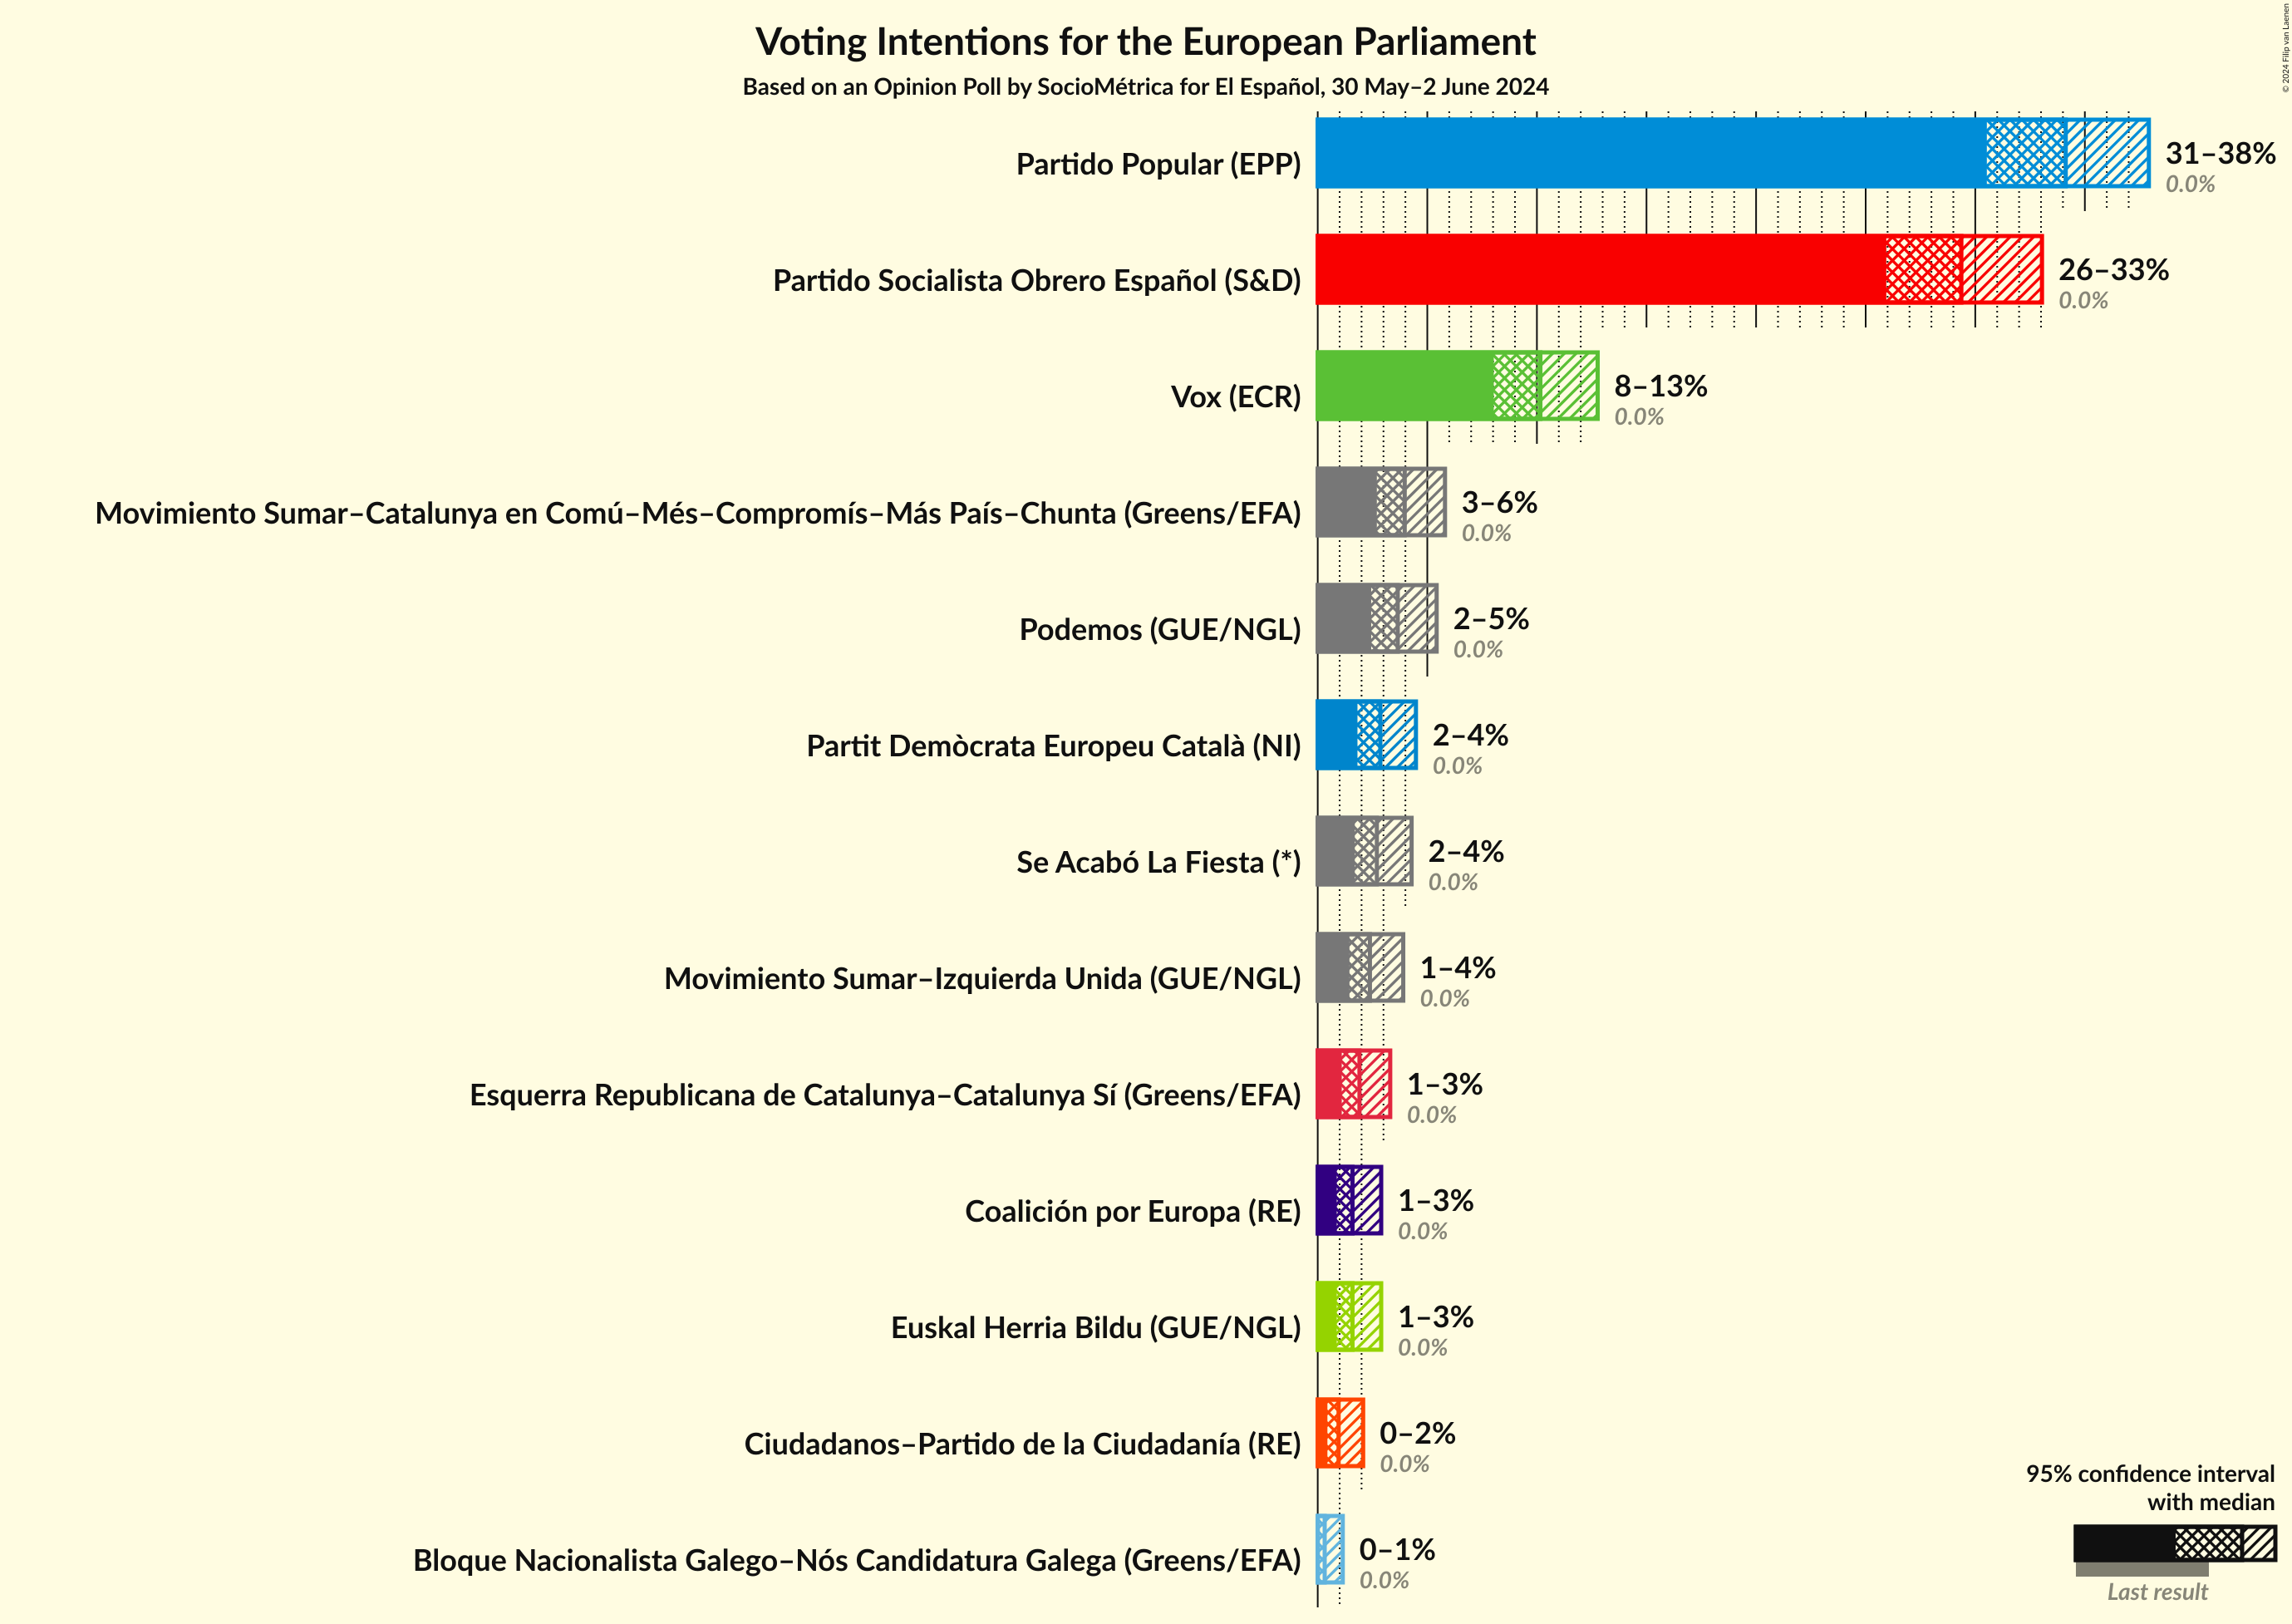 Voting Intentions for the European Parliament
Based on an Opinion Poll by SocioMétrica for El Español, 30 May–2 June 2024
© 2024 Filip van Laenen
Partido Popular (EPP)
31–38%
0.0%
Partido Socialista Obrero Español (S&D)
26–33%
0.0%
Vox (ECR)
8–13%
0.0%
Movimiento Sumar–Catalunya en Comú–Més–Compromís–Más País–Chunta (Greens/EFA)
3–6%
0.0%
Podemos (GUE/NGL)
2–5%
0.0%
Partit Demòcrata Europeu Català (NI)
2–4%
0.0%
Se Acabó La Fiesta (*)
2–4%
0.0%
Movimiento Sumar–Izquierda Unida (GUE/NGL)
1–4%
0.0%
Esquerra Republicana de Catalunya–Catalunya Sí (Greens/EFA)
1–3%
0.0%
Coalición por Europa (RE)
1–3%
0.0%
Euskal Herria Bildu (GUE/NGL)
1–3%
0.0%
Ciudadanos–Partido de la Ciudadanía (RE)
0–2%
0.0%
Bloque Nacionalista Galego–Nós Candidatura Galega (Greens/EFA)
0–1%
0.0%
95% confidence interval
with median
Last result